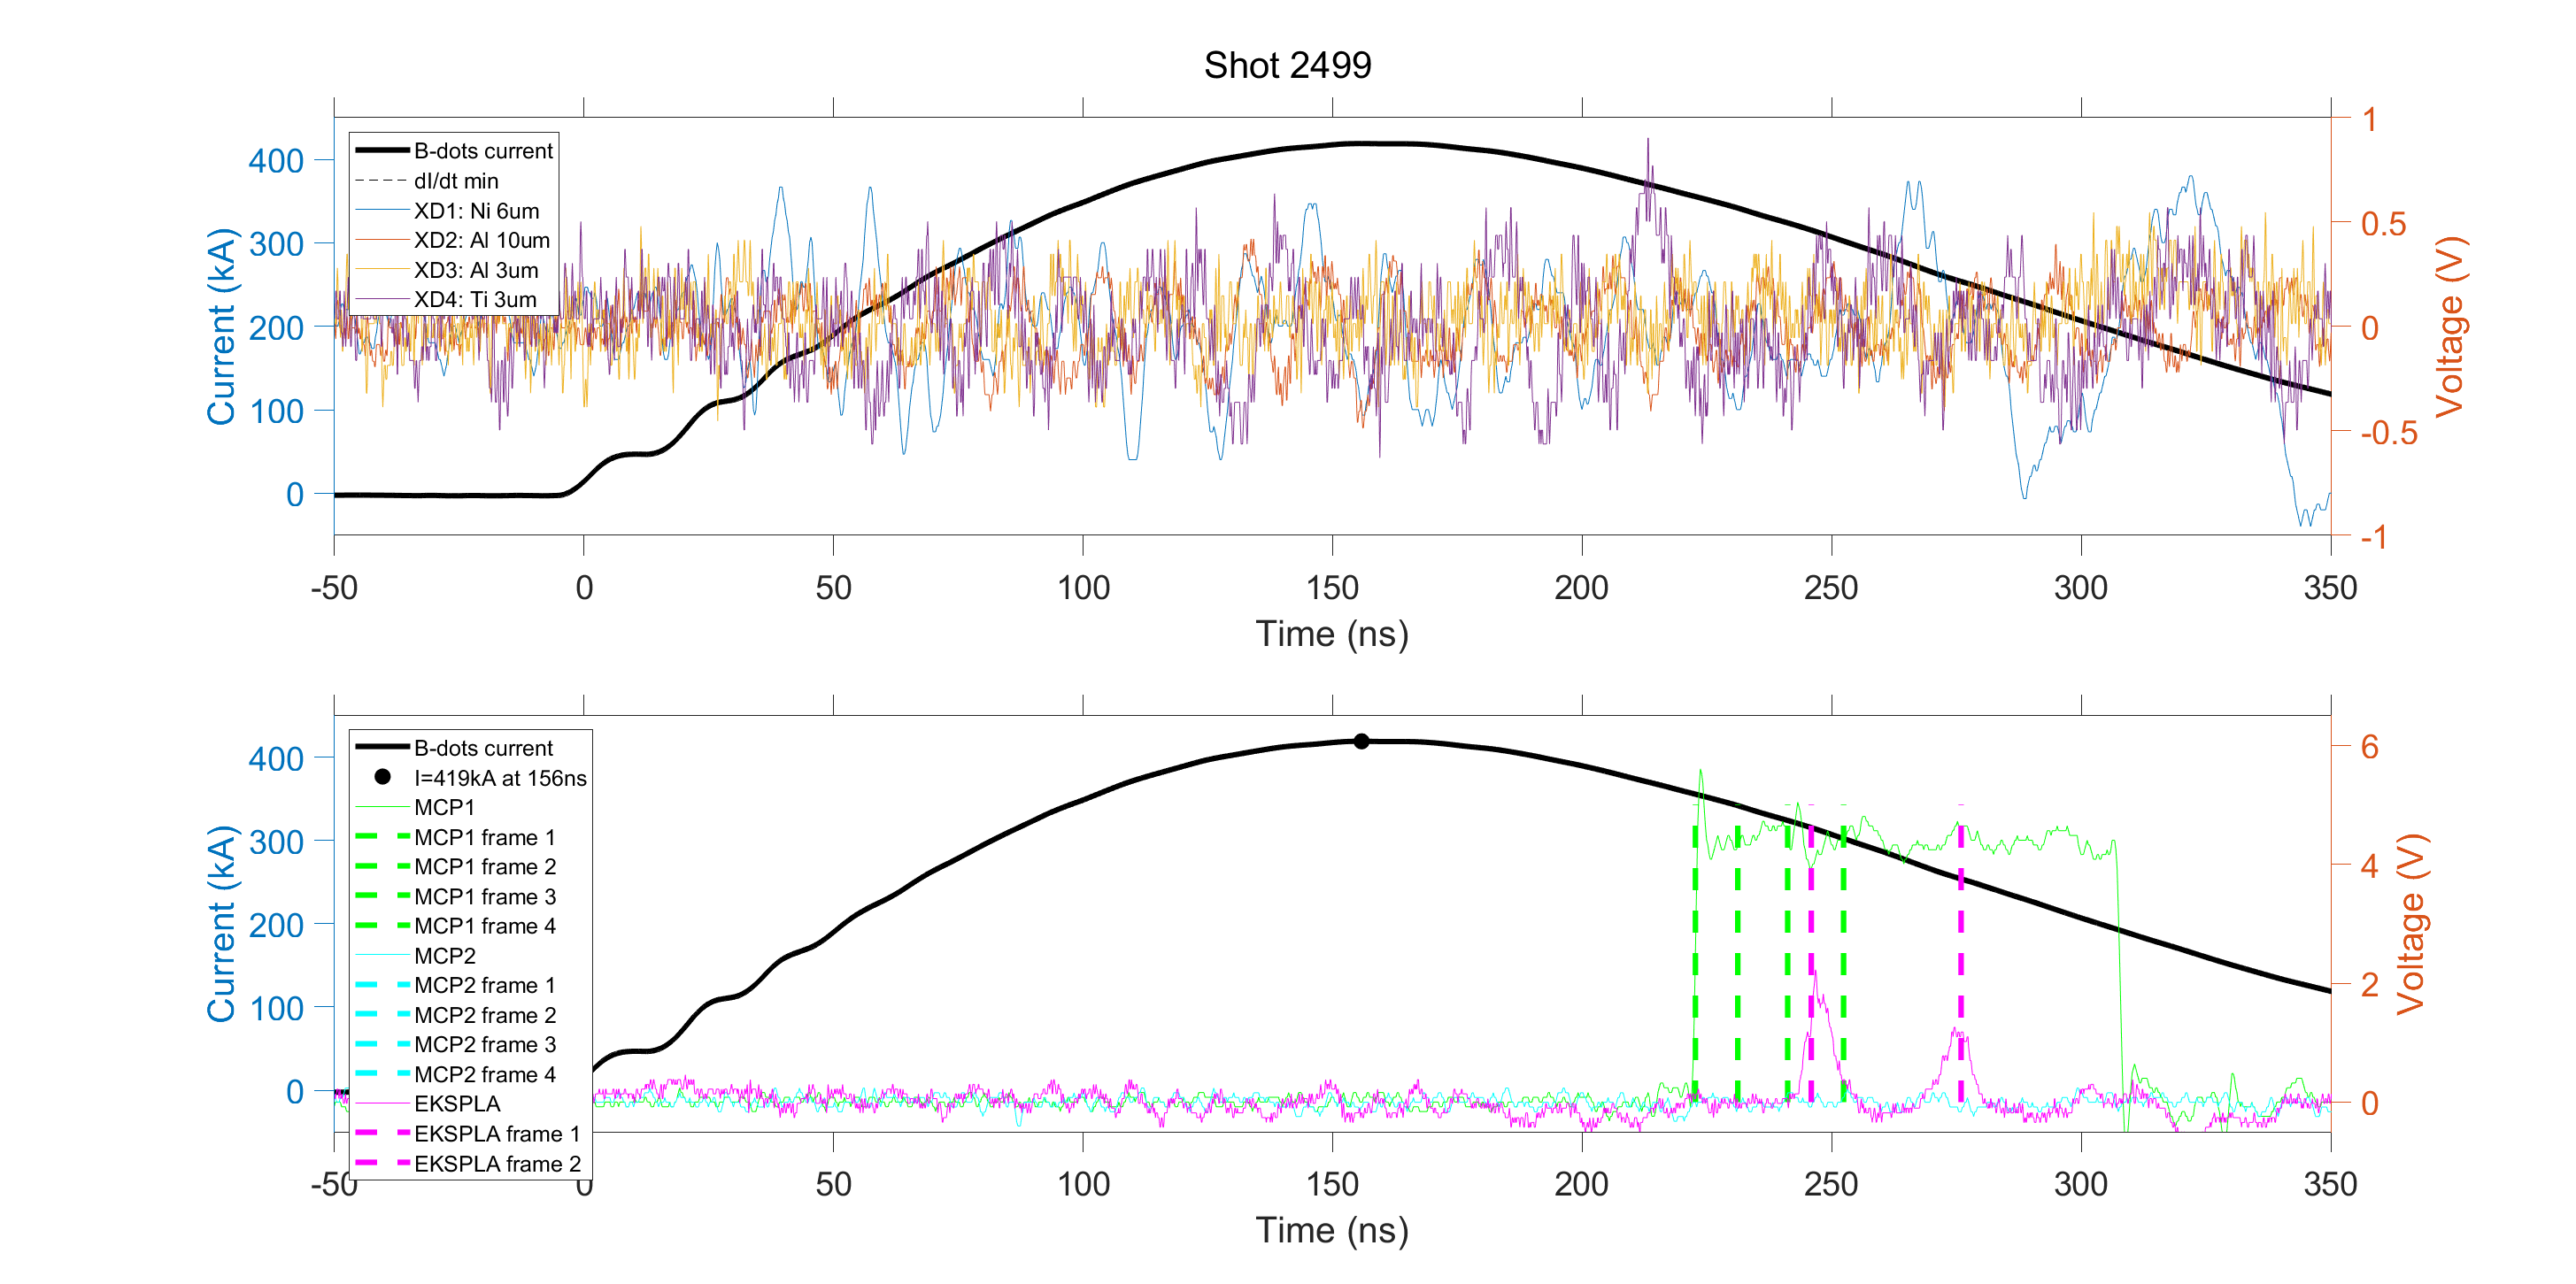 Shot 2499
B-dots current
dI/dt min
XD1: Ni 6um
XD2: Al 10um
XD3: Al 3um
XD4: Ti 3um
Current (kA)
400
300
200
100
0
1
0.5
0
-0.5
-1
Voltage (V)
-50 0 50 100 150 200 250 300 350
Time (ns)
B-dots current
I=419kA at 156ns
MCP1
MCP1 frame 1
MCP1 frame 2
MCP1 frame 3
MCP1 frame 4
MCP2
MCP2 frame 1
MCP2 frame 2
MCP2 frame 3
MCP2 frame 4
EKSPLA
EKSPLA frame 1
EKSPLA frame 2
Current (kA)
400
300
200
100
0
6
4
2
0
Voltage (V)
-50 0 50 100 150 200 250 300 350
Time (ns)